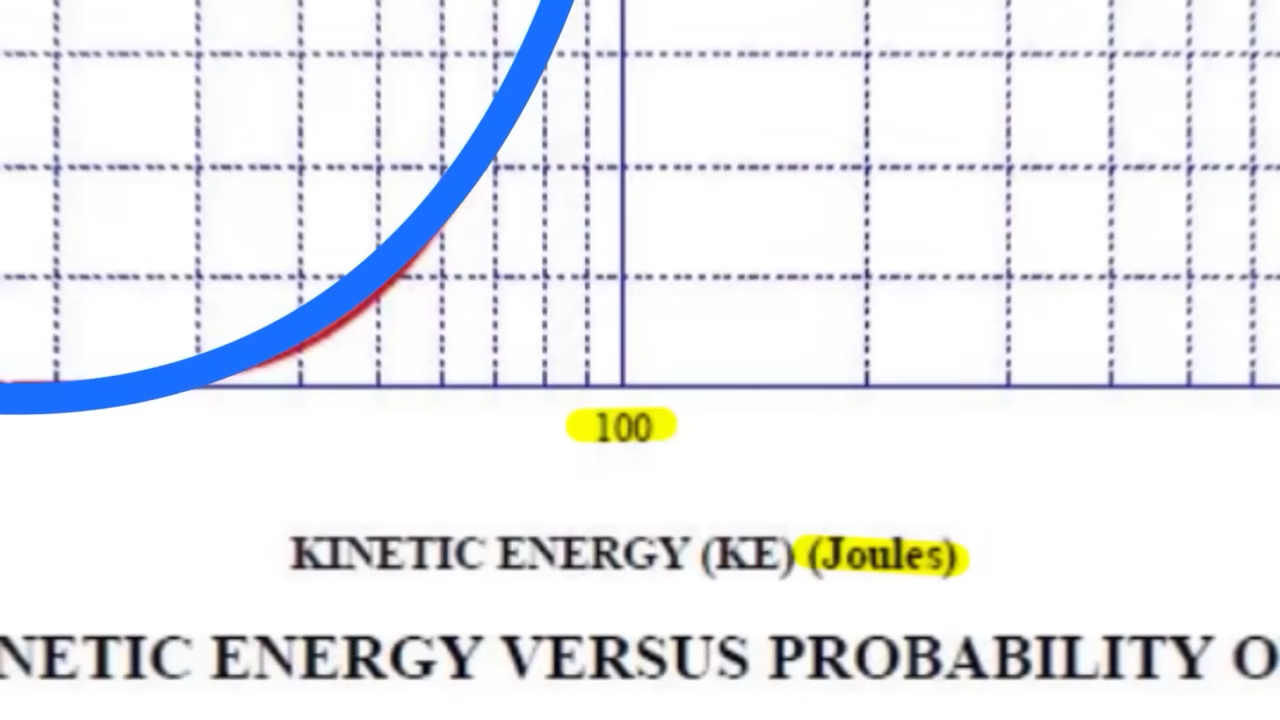 100
KINETIC ENERGY (KE) (Joules)
NETIC ENERGY VERSUS PROBABILITY O